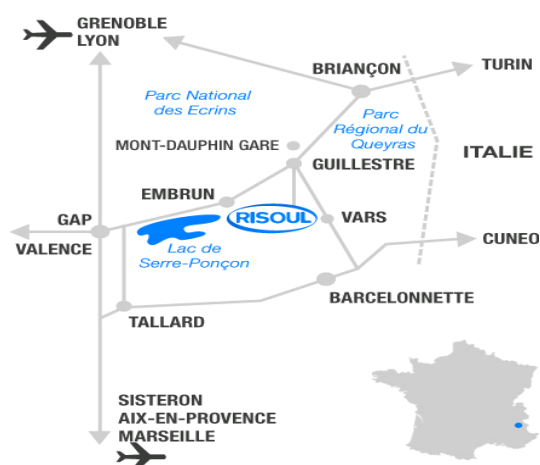 GRENOBLE
LYON
BRIANÇON
TURIN
Parc National
des Ecrins
Parc
Régional du
Queyras
MONT-DAUPHIN GARE
GUILLESTRE
ITALIE
EMBRUN
RISOUL
VARS
GAP
VALENCE
Lac de
Serre-Ponçon
CUNEO
BARCELONNETTE
TALLARD
SISTERON
AIX-EN-PROVENCE
MARSEILLE